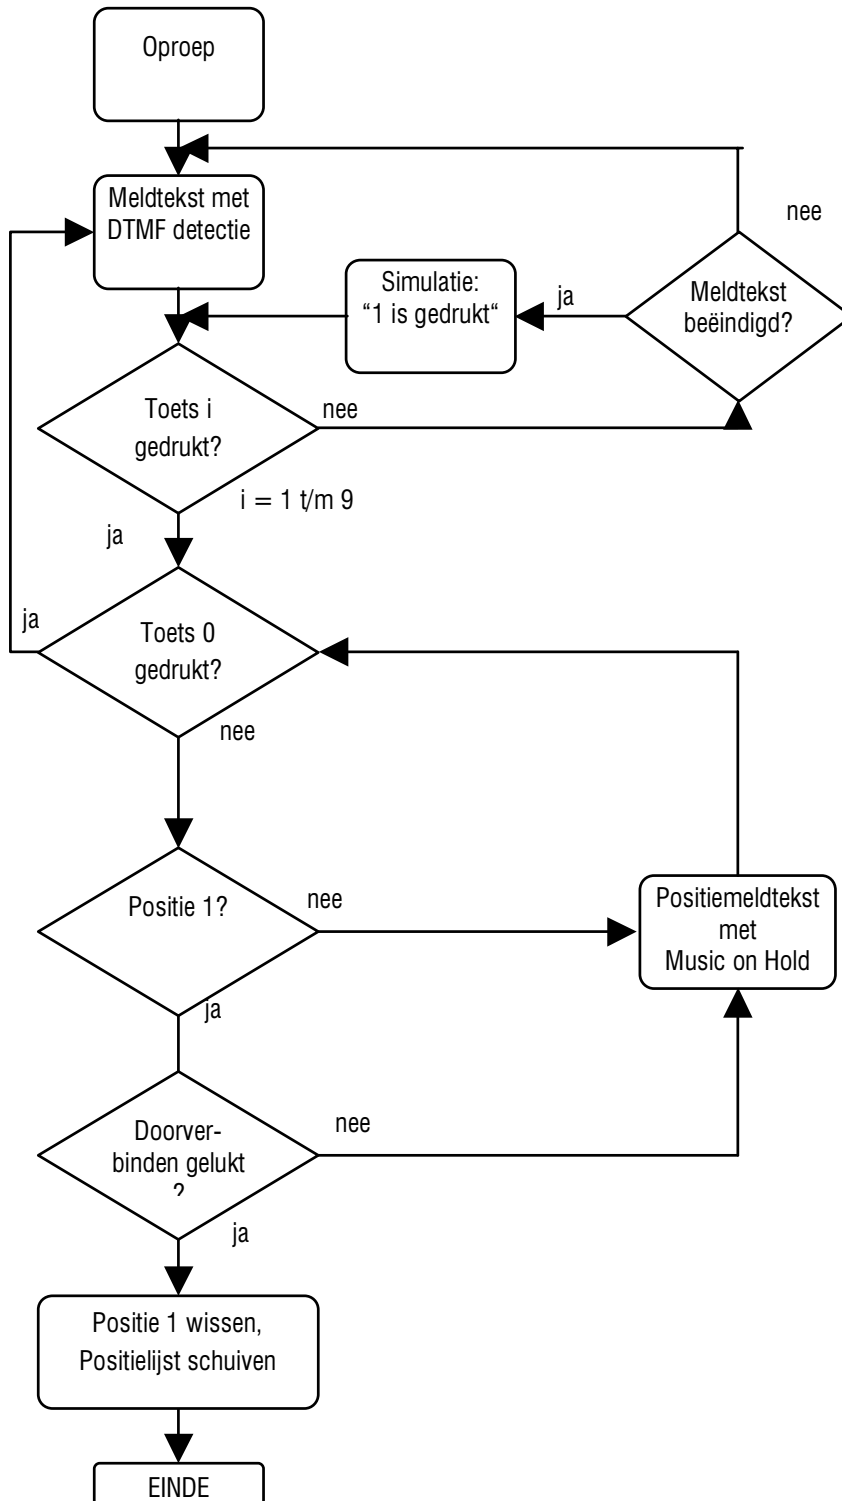 Oproep
Meldtekst met
DTMF detectie
nee
Simulatie:
“1 is gedrukt“
ja
Meldtekst
beëindigd?
Toets i
gedrukt?
nee
i = 1 t/m 9
ja
ja
Toets 0
gedrukt?
nee
Positie 1?
nee
Positiemeldtekst
met
Music on Hold
ja
Doorver-
binden gelukt
?
nee
ja
Positie 1 wissen,
Positielijst schuiven
EINDE